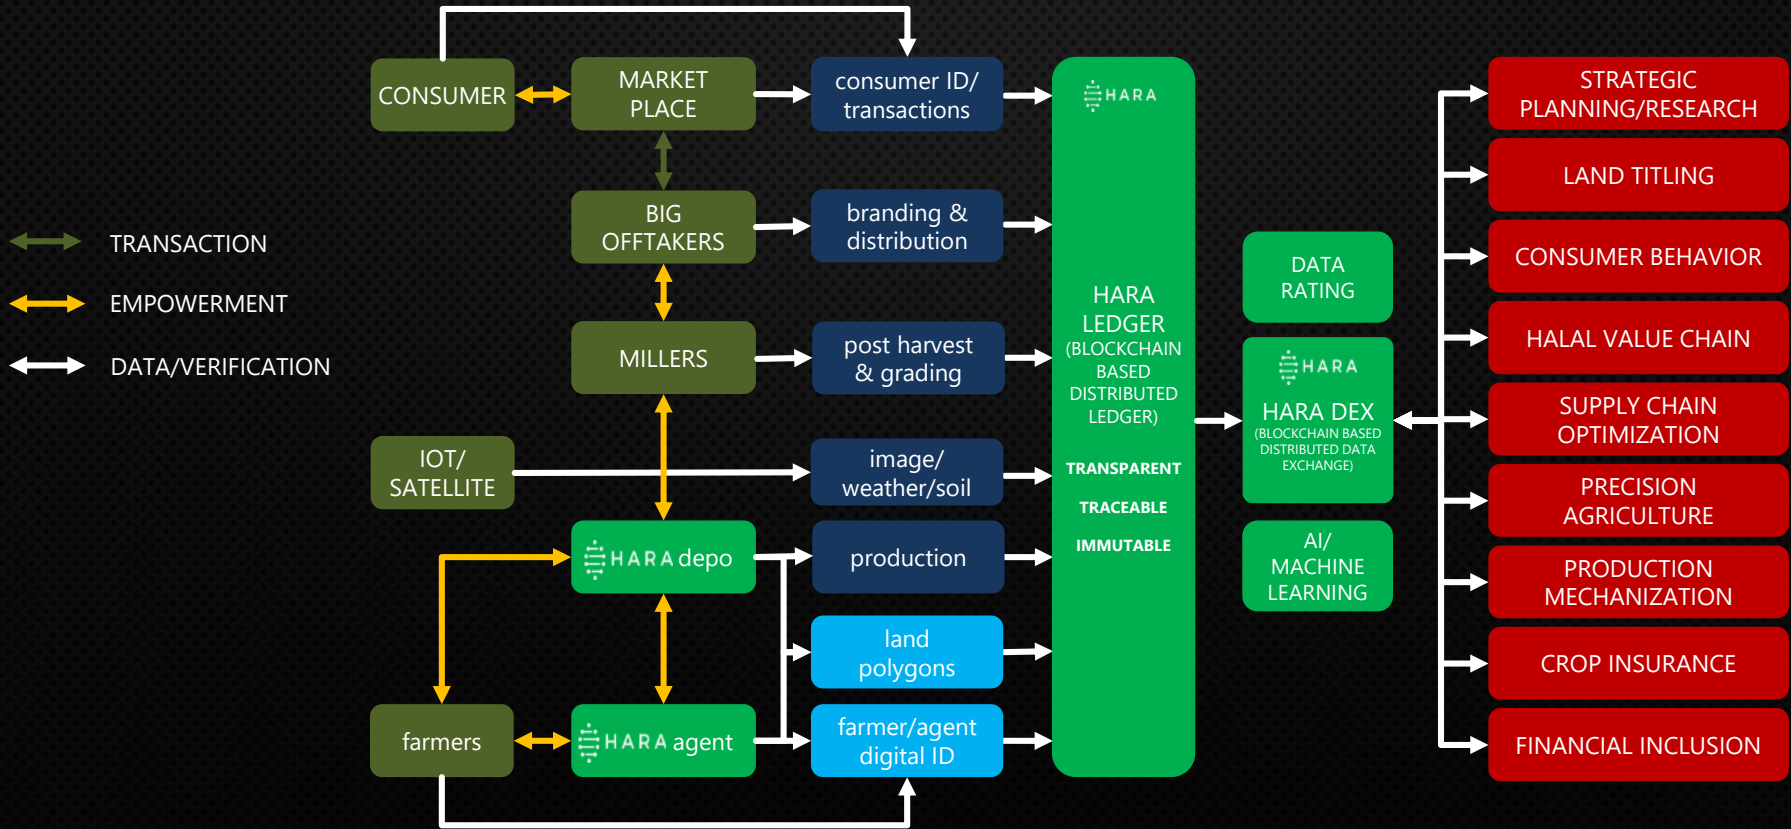 TRANSACTION
EMPOWERMENT
DATA/VERIFICATION
CONSUMER
MARKET
PLACE
consumer ID/
transactions
BIG
OFFTAKERS
branding &
distribution
MILLERS
post harvest
& grading
IOT/
SATELLITE
image/
weather/soil
HARA depo
production
land
polygons
farmers
HARA agent
farmer/agent
digital ID
HARA
HARA
LEDGER
(BLOCKCHAIN
BASED
DISTRIBUTED
LEDGER)
TRANSPARENT
TRACEABLE
IMMUTABLE
DATA
RATING
HARA
HARA DEX
(BLOCKCHAIN BASED
DISTRIBUTED DATA
EXCHANGE)
AI/
MACHINE
LEARNING
STRATEGIC
PLANNING/RESEARCH
LAND TITLING
CONSUMER BEHAVIOR
HALAL VALUE CHAIN
SUPPLY CHAIN
OPTIMIZATION
PRECISION
AGRICULTURE
PRODUCTION
MECHANIZATION
CROP INSURANCE
FINANCIAL INCLUSION